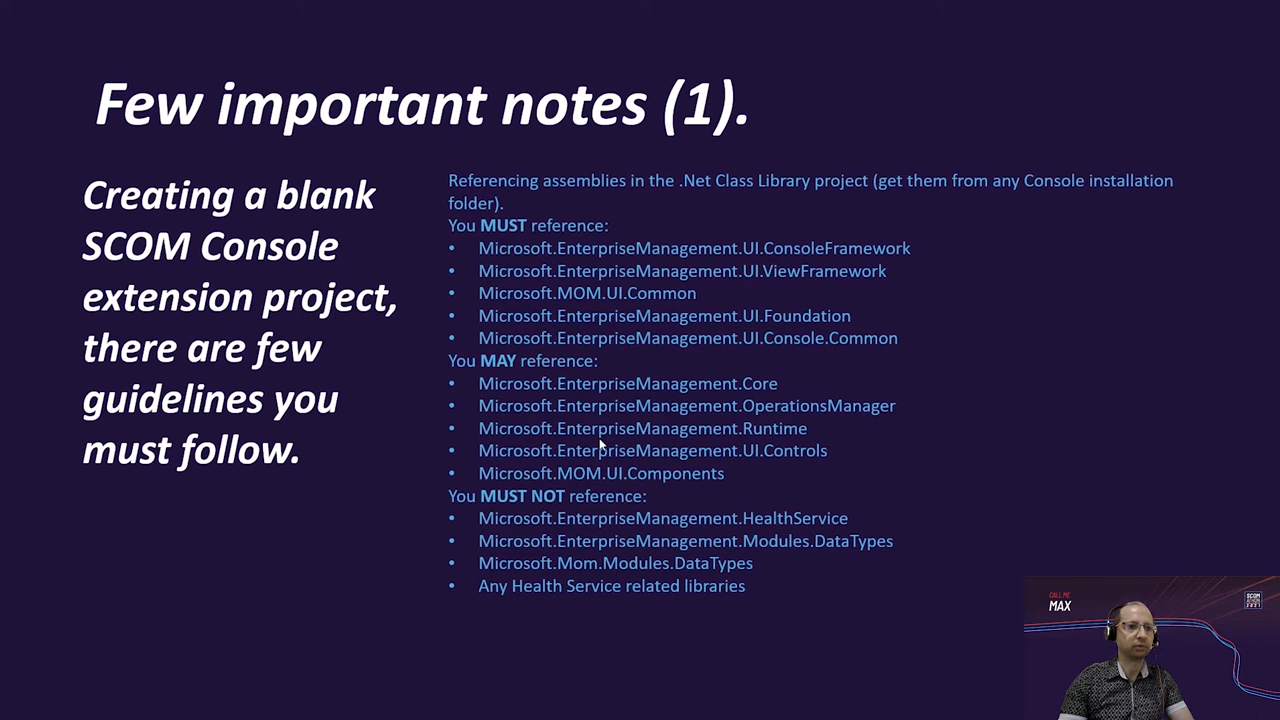 Few important notes (1).
Creating a blank
SCOM Console
extension project,
there are few
guidelines you
must follow.
Referencing assemblies in the .Net Class Library project (get them from any Console installation
folder).
You MUST reference:
• Microsoft.EnterpriseManagement.UI.ConsoleFramework
• Microsoft.EnterpriseManagement.UI.ViewFramework
• Microsoft.MOM.UI.Common
• Microsoft.EnterpriseManagement.UI.Foundation
• Microsoft.EnterpriseManagement.UI.Console.Common
You MAY reference:
• Microsoft.EnterpriseManagement.Core
• Microsoft.EnterpriseManagement.OperationsManager
• Microsoft.EnterpriseManagement.Runtime
• Microsoft.EnterpriseManagement.UI.Controls
• Microsoft.MOM.UI.Components
You MUST NOT reference:
• Microsoft.EnterpriseManagement.HealthService
• Microsoft.EnterpriseManagement.Modules.DataTypes
• Microsoft.Mom.Modules.DataTypes
• Any Health Service related libraries
CALL ME
MAX
SCOM
ATHON
2021